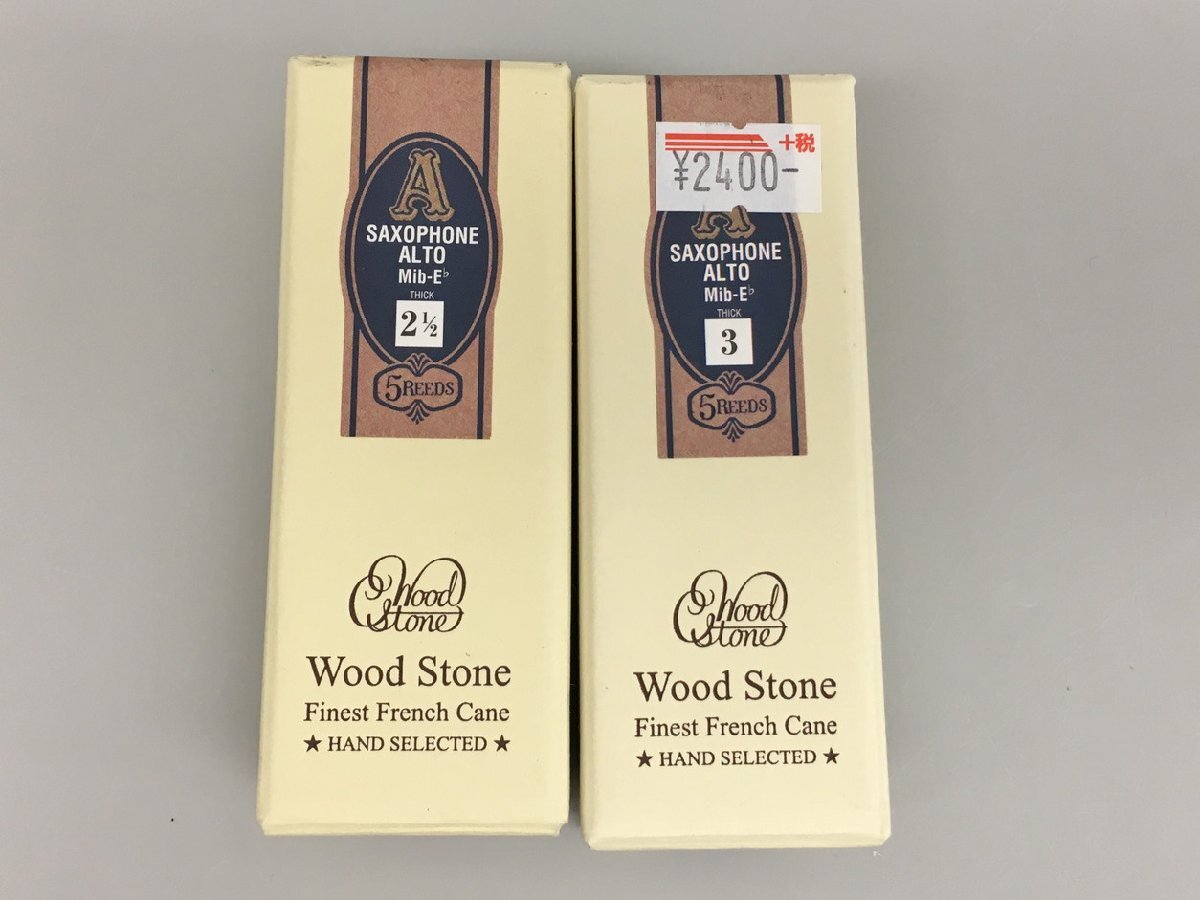 A
SAXOPHONE
ALTO
Mib-E♭
THICK
2½
5REEDS
Wood
Stone
Wood Stone
Finest French Cane
★ HAND SELECTED ★
+税
¥2400-
A
SAXOPHONE
ALTO
Mib-E♭
THICK
3
5REEDS
Wood
Stone
Wood Stone
Finest French Cane
★ HAND SELECTED ★